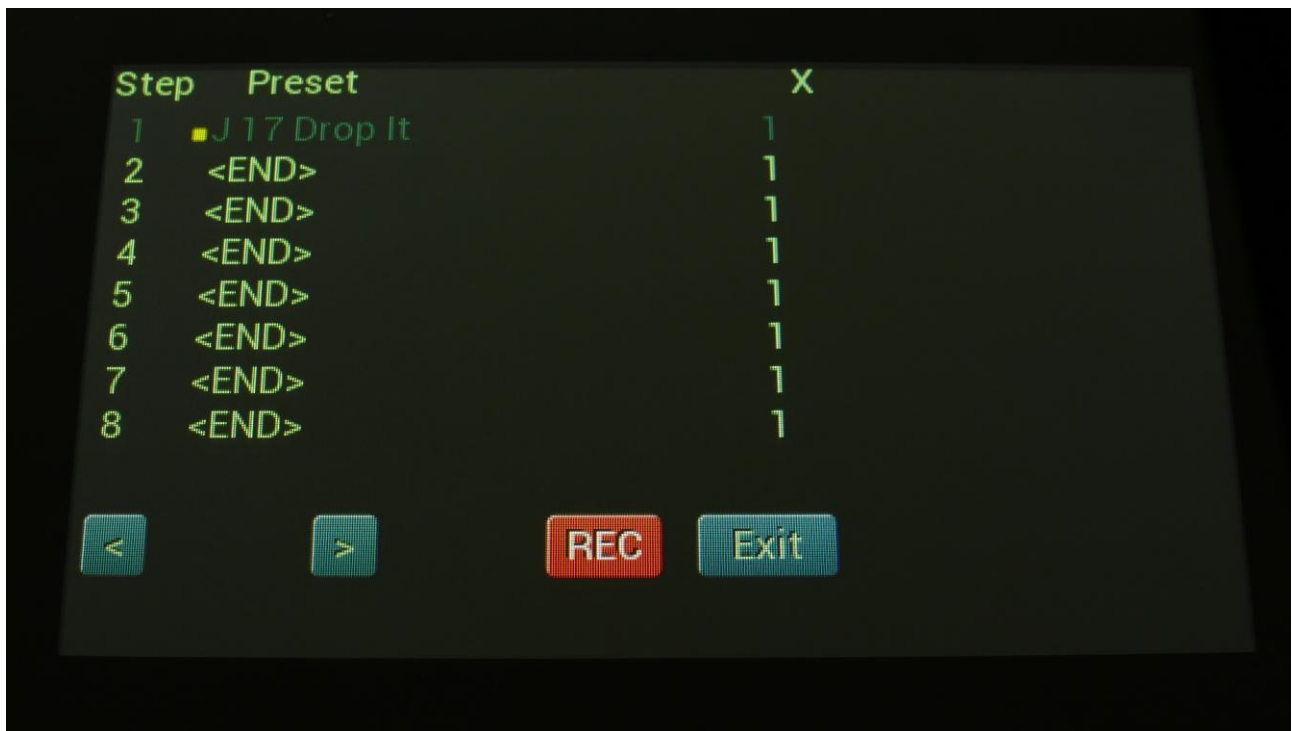 Step Preset X
1 J 17 Drop It 1
2 <END> 1
3 <END> 1
4 <END> 1
5 <END> 1
6 <END> 1
7 <END> 1
8 <END> 1
< > REC Exit